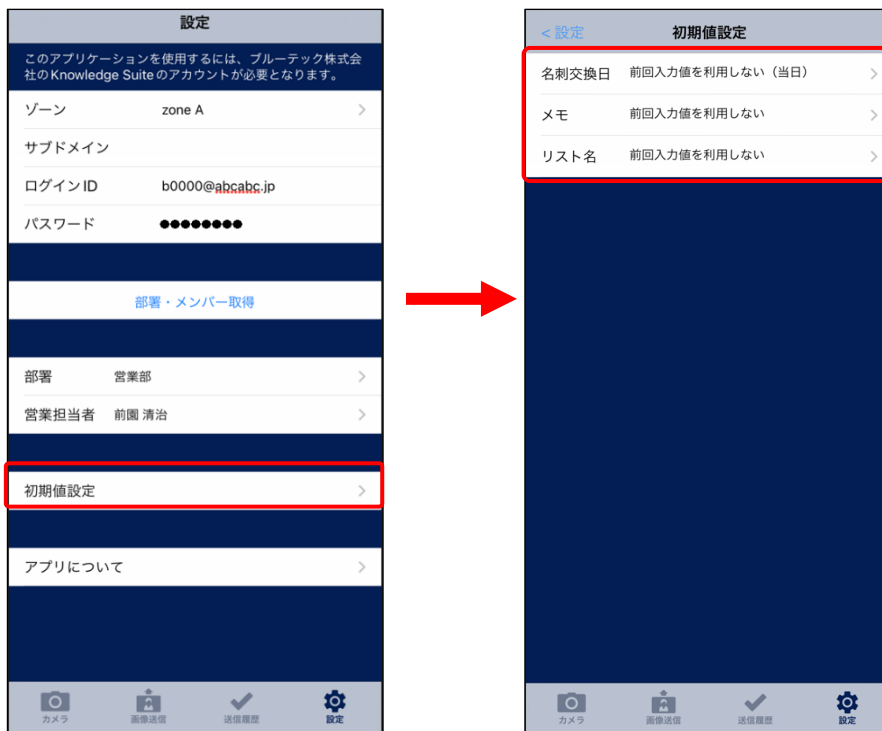 設定
このアプリケーションを使用するには、ブルーテック株式会
社のKnowledge Suiteのアカウントが必要となります。
ゾーン zone A >
サブドメイン
ログインID b0000@abcabc.jp
パスワード ●●●●●●●●
部署・メンバー取得
部署 営業部 >
営業担当者 前園 清治 >
初期値設定 >
アプリについて >
カメラ 画像送信 送信履歴 設定
< 設定 初期値設定
名刺交換日 前回入力値を利用しない（当日） >
メモ 前回入力値を利用しない >
リスト名 前回入力値を利用しない >
カメラ 画像送信 送信履歴 設定